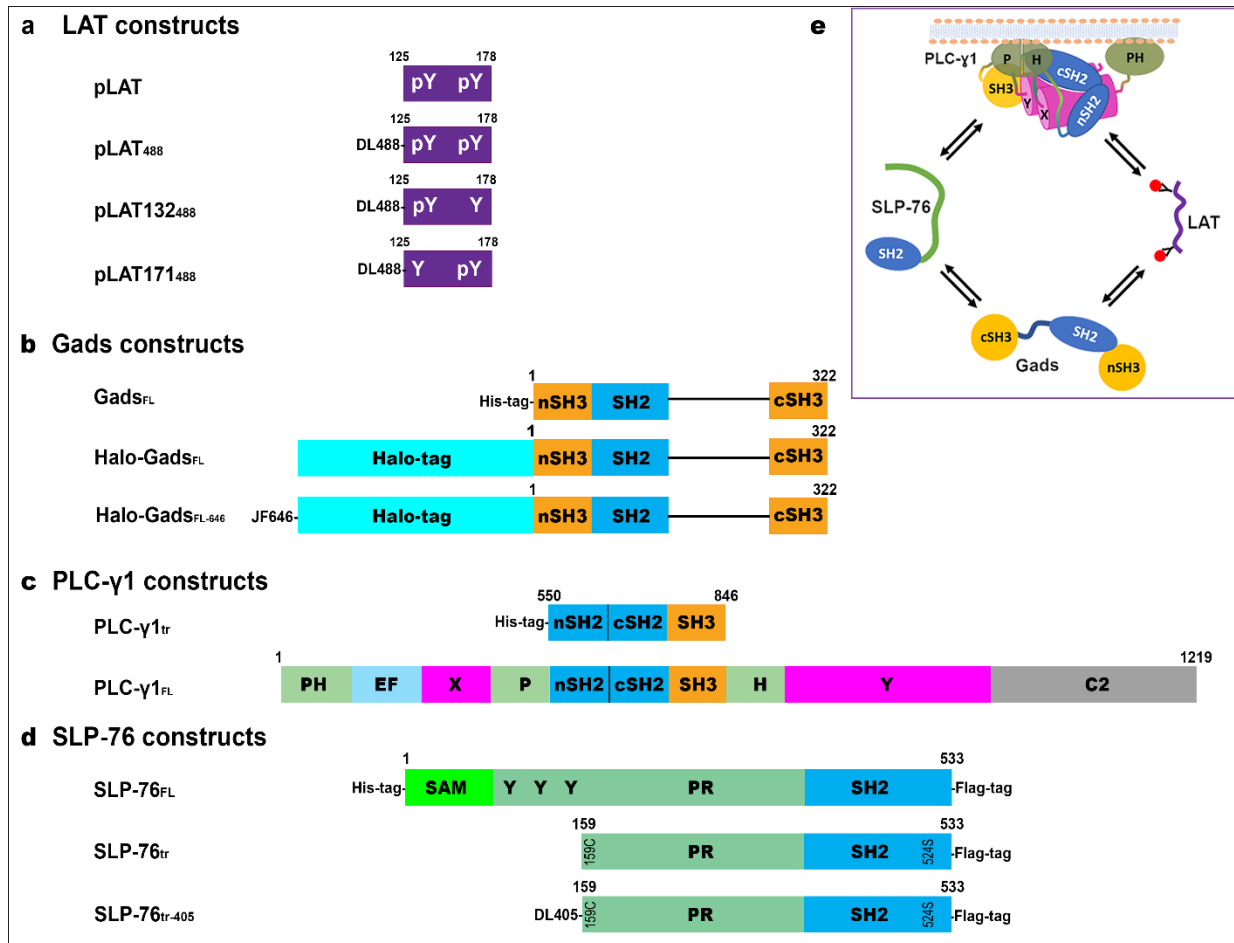 a LAT constructs
125 178
pLAT pY pY
125 178
pLAT488 DL488- pY pY
125 178
pLAT132488 DL488- pY Y
125 178
pLAT171488 DL488- Y pY
b Gads constructs
1 322
GadsFL His-tag- nSH3 SH2 cSH3
1 322
Halo-GadsFL Halo-tag nSH3 SH2 cSH3
1 322
Halo-GadsFL-646 JF646- Halo-tag nSH3 SH2 cSH3
c PLC-γ1 constructs
550 846
PLC-γ1tr His-tag- nSH2 cSH2 SH3
1 1219
PLC-γ1FL PH EF X P nSH2 cSH2 SH3 H Y C2
d SLP-76 constructs
1 533
SLP-76FL His-tag- SAM Y Y Y PR SH2 -Flag-tag
159 533
SLP-76tr 159C PR SH2 524S -Flag-tag
159 533
SLP-76tr-405 DL405- 159C PR SH2 524S -Flag-tag
e
PLC-ɣ1 P H PH
SH3 cSH2
Y X nSH2
SLP-76
SH2
LAT
cSH3 SH2 nSH3
Gads